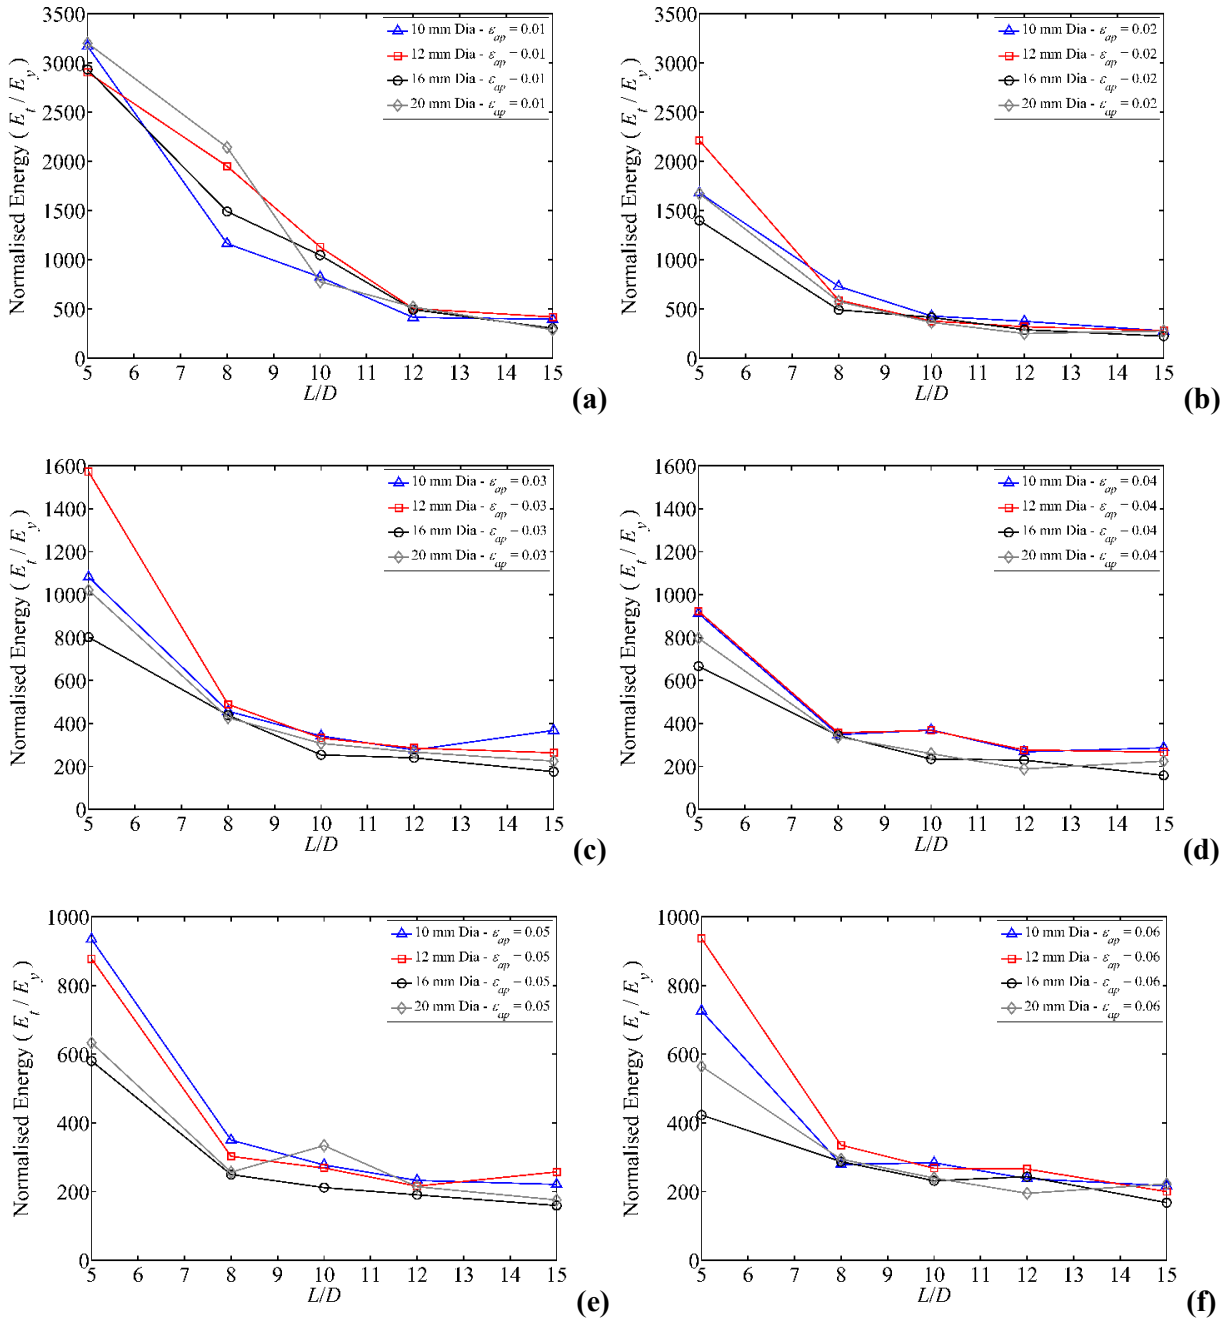 3500
3000
2500
2000
1500
1000
500
0
5 6 7 8 9 10 11 12 13 14 15
L/D
Normalised Energy ( E_t / E_y )
10 mm Dia - ε_ap = 0.01
12 mm Dia - ε_ap = 0.01
16 mm Dia - ε_ap = 0.01
20 mm Dia - ε_ap = 0.01
(a)
3500
3000
2500
2000
1500
1000
500
0
5 6 7 8 9 10 11 12 13 14 15
L/D
Normalised Energy ( E_t / E_y )
10 mm Dia - ε_ap = 0.02
12 mm Dia - ε_ap = 0.02
16 mm Dia - ε_ap = 0.02
20 mm Dia - ε_ap = 0.02
(b)
1600
1400
1200
1000
800
600
400
200
0
5 6 7 8 9 10 11 12 13 14 15
L/D
Normalised Energy ( E_t / E_y )
10 mm Dia - ε_ap = 0.03
12 mm Dia - ε_ap = 0.03
16 mm Dia - ε_ap = 0.03
20 mm Dia - ε_ap = 0.03
(c)
1600
1400
1200
1000
800
600
400
200
0
5 6 7 8 9 10 11 12 13 14 15
L/D
Normalised Energy ( E_t / E_y )
10 mm Dia - ε_ap = 0.04
12 mm Dia - ε_ap = 0.04
16 mm Dia - ε_ap = 0.04
20 mm Dia - ε_ap = 0.04
(d)
1000
800
600
400
200
0
5 6 7 8 9 10 11 12 13 14 15
L/D
Normalised Energy ( E_t / E_y )
10 mm Dia - ε_ap = 0.05
12 mm Dia - ε_ap = 0.05
16 mm Dia - ε_ap = 0.05
20 mm Dia - ε_ap = 0.05
(e)
1000
800
600
400
200
0
5 6 7 8 9 10 11 12 13 14 15
L/D
Normalised Energy ( E_t / E_y )
10 mm Dia - ε_ap = 0.06
12 mm Dia - ε_ap = 0.06
16 mm Dia - ε_ap = 0.06
20 mm Dia - ε_ap = 0.06
(f)